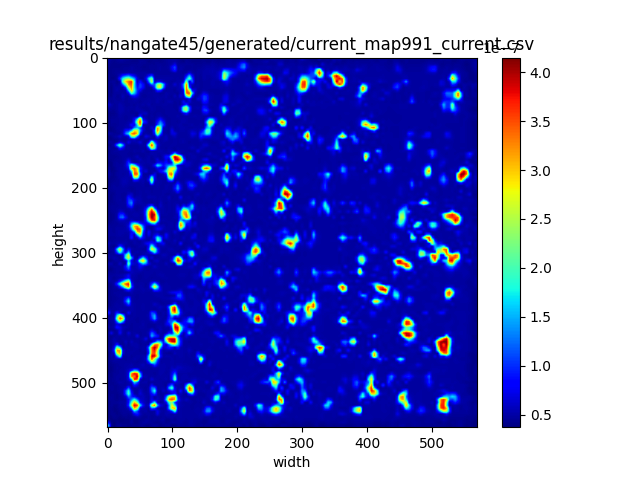 results/nangate45/generated/current_map991_current.csv
1e−7
0
100
200
300
400
500
height
0 100 200 300 400 500
width
4.0
3.5
3.0
2.5
2.0
1.5
1.0
0.5